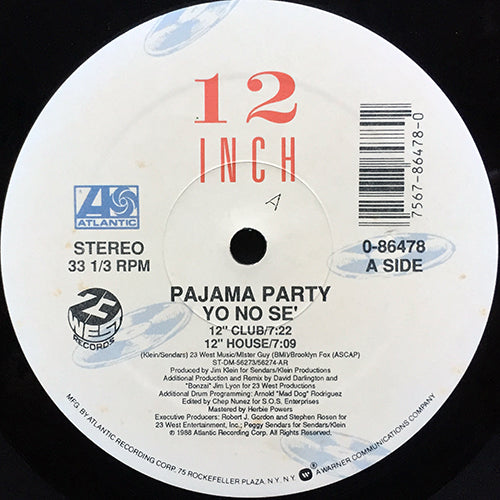 12
INCH
A
7567-86478-0
ATLANTIC
STEREO
33 1/3 RPM
0-86478
A SIDE
23
WEST
RECORDS
PAJAMA PARTY
YO NO SE'
12" CLUB/7:22
12" HOUSE/7:09
(Klein/Sendars) 23 West Music/Mister Guy (BMI)/Brooklyn Fox (ASCAP)
ST-DM-56273/56274-AR
Produced by Jim Klein for Sendars/Klein Productions
Additional Production and Remix by David Darlington and
"Bonzai" Jim Lyon for 23 West Productions
Additional Drum Programming: Arnold "Mad Dog" Rodriguez
Edited by Chep Nunez for S.O.S. Enterprises
Mastered by Herbie Powers
Executive Producers: Robert J. Gordon and Stephen Rosen for
23 West Entertainment, Inc.; Peggy Sendars for Sendars/Klein
℗ 1988 Atlantic Recording Corp. All Rights Reserved.
MFG. BY ATLANTIC RECORDING CORP. 75 ROCKEFELLER PLAZA, N.Y., N.Y. A WARNER COMMUNICATIONS COMPANY